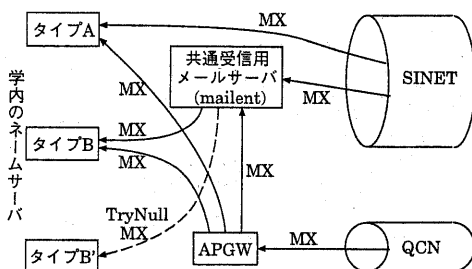 MX
タイプA
共通受信用
メールサーバ
(mailent)
SINET
MX
MX
学内のネームサーバ
MX
タイプB
MX
MX
TryNull
MX
タイプB'
APGW
MX
QCN